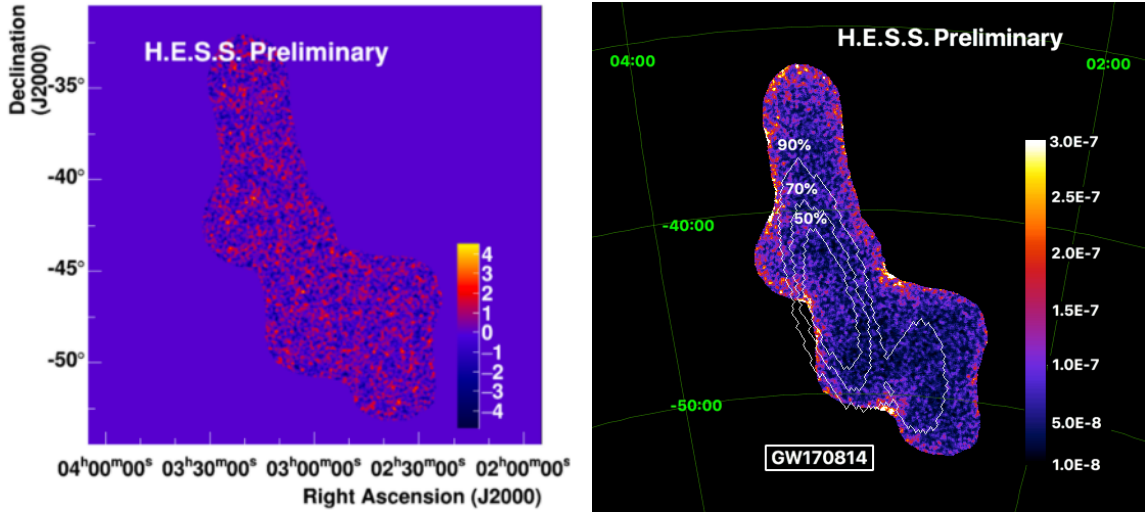 H.E.S.S. Preliminary
Declination
(J2000)
-35°
-40°
-45°
-50°
4
3
2
1
0
−1
−2
−3
−4
04h00m00s 03h30m00s 03h00m00s 02h30m00s 02h00m00s
Right Ascension (J2000)
H.E.S.S. Preliminary
04:00
02:00
90%
70%
50%
-40:00
-50:00
3.0E-7
2.5E-7
2.0E-7
1.5E-7
1.0E-7
5.0E-8
1.0E-8
GW170814